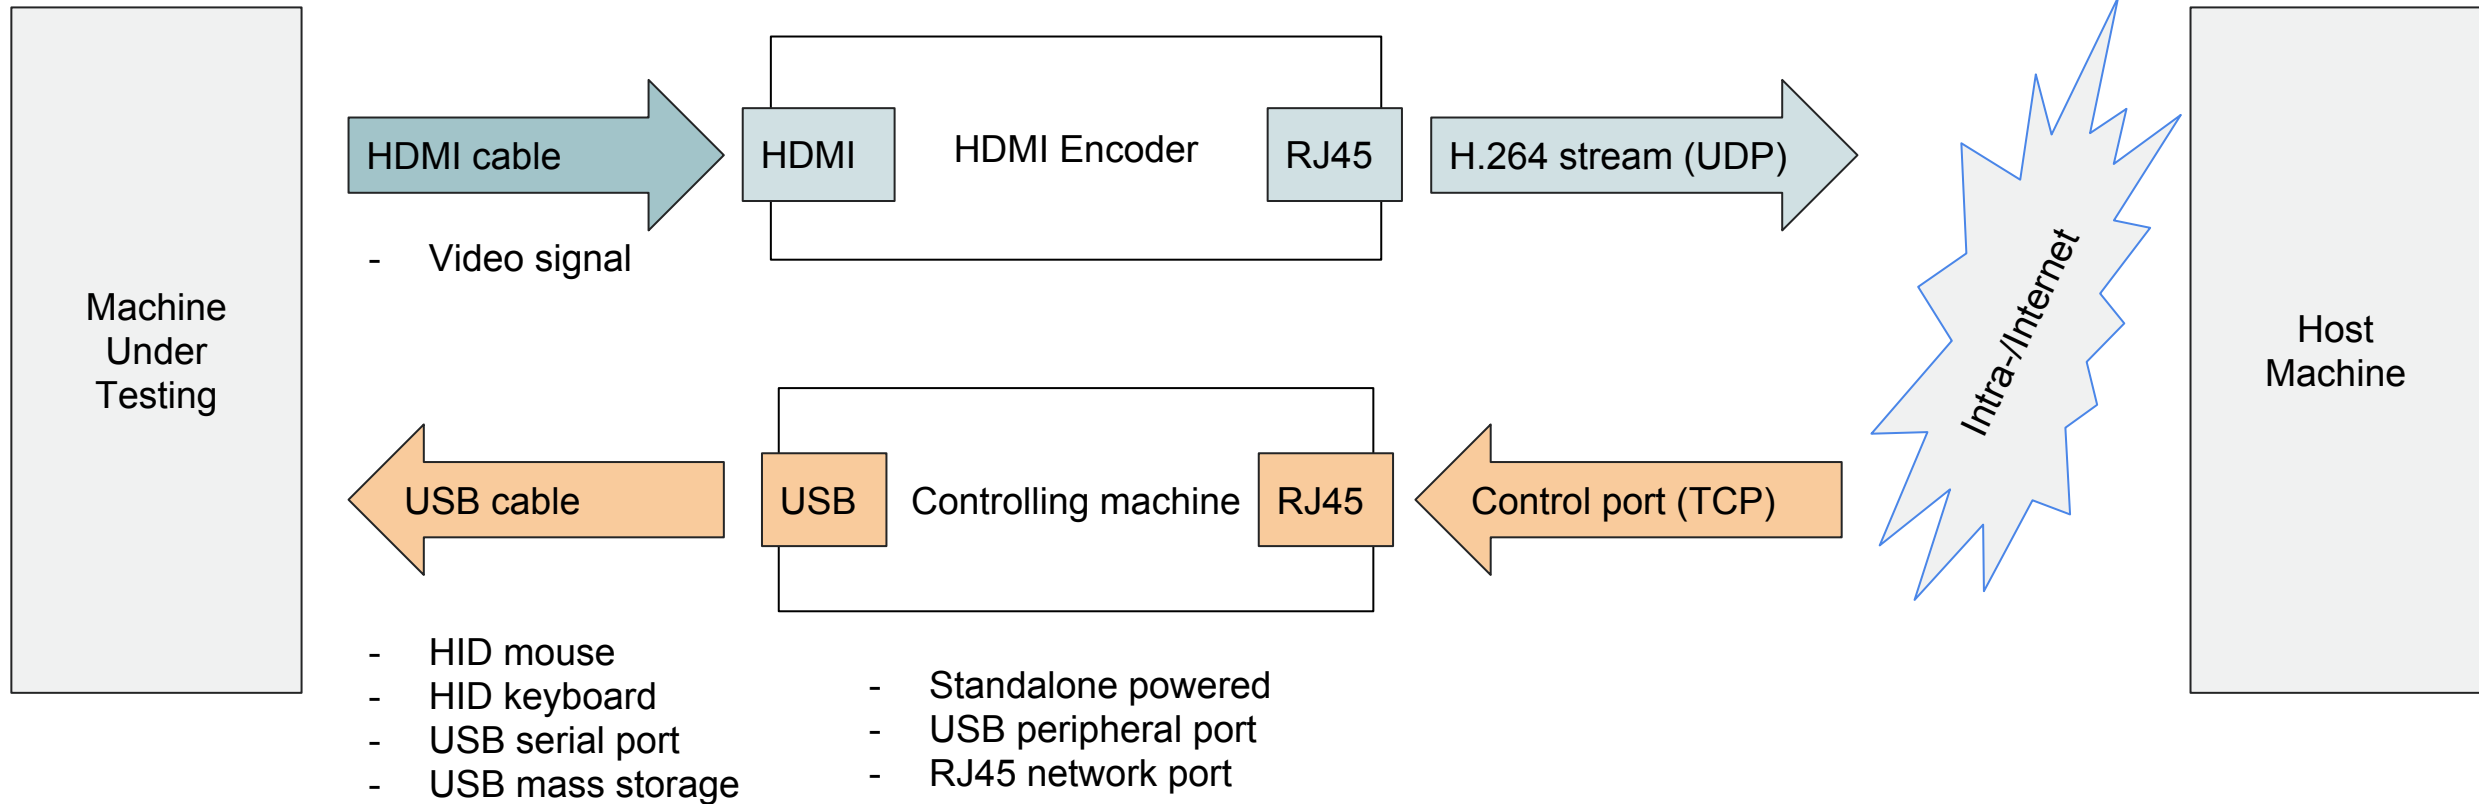 Machine
Under
Testing
HDMI cable
- Video signal
HDMI
HDMI Encoder
RJ45
H.264 stream (UDP)
Intra-/Internet
Host
Machine
USB cable
USB
Controlling machine
RJ45
Control port (TCP)
- HID mouse
- HID keyboard
- USB serial port
- USB mass storage
- Standalone powered
- USB peripheral port
- RJ45 network port